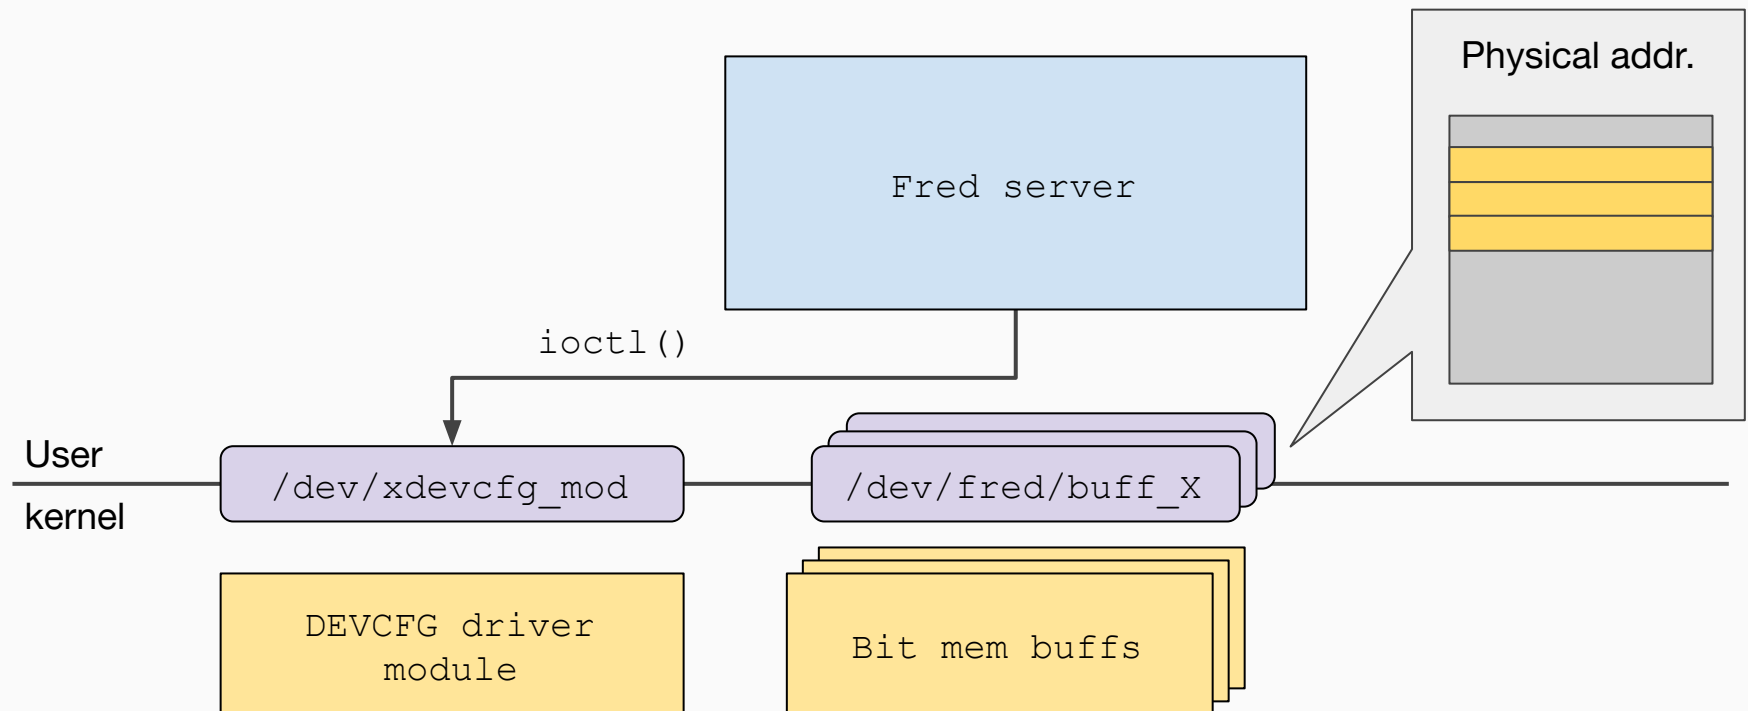 Physical addr.
Fred server
ioctl()
User
/dev/xdevcfg_mod
/dev/fred/buff_X
kernel
DEVCFG driver
module
Bit mem buffs